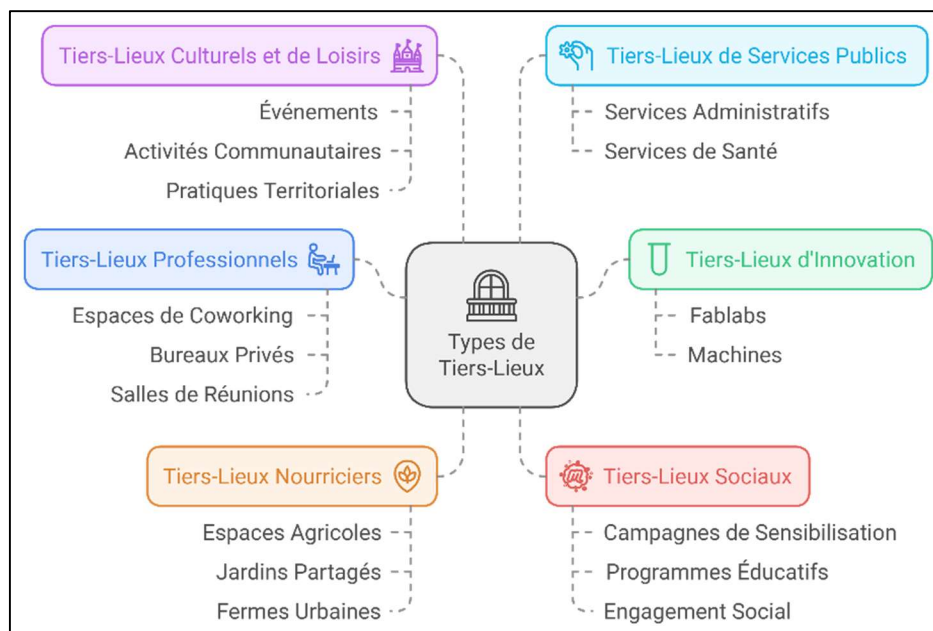 Tiers-Lieux Culturels et de Loisirs
Événements
Activités Communautaires
Pratiques Territoriales
Tiers-Lieux de Services Publics
Services Administratifs
Services de Santé
Tiers-Lieux Professionnels
Espaces de Coworking
Bureaux Privés
Salles de Réunions
Types de
Tiers-Lieux
Tiers-Lieux d'Innovation
Fablabs
Machines
Tiers-Lieux Nourriciers
Espaces Agricoles
Jardins Partagés
Fermes Urbaines
Tiers-Lieux Sociaux
Campagnes de Sensibilisation
Programmes Éducatifs
Engagement Social